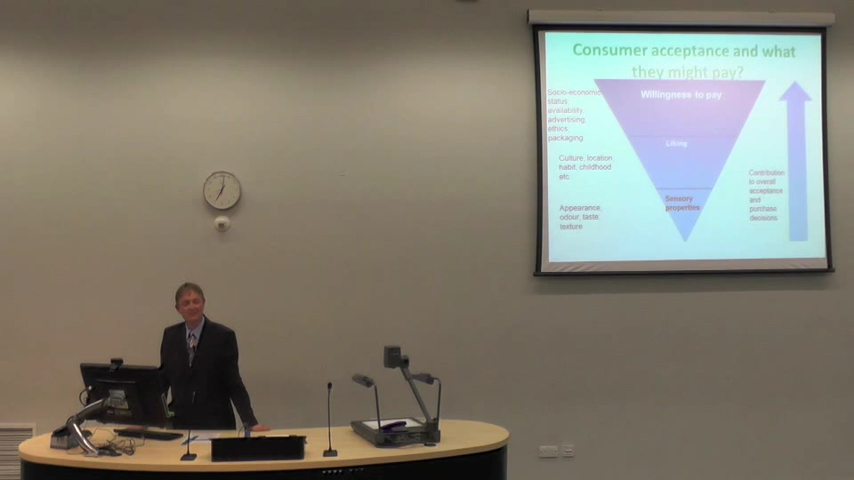 Consumer acceptance and what
they might pay?
Socio-economic
status,
availability,
advertising,
ethics,
packaging
Willingness to pay
Liking
Culture, location,
habit, childhood
etc.
Sensory
properties
Appearance,
odour, taste,
texture
Contribution
to overall
acceptance
and
purchase
decisions